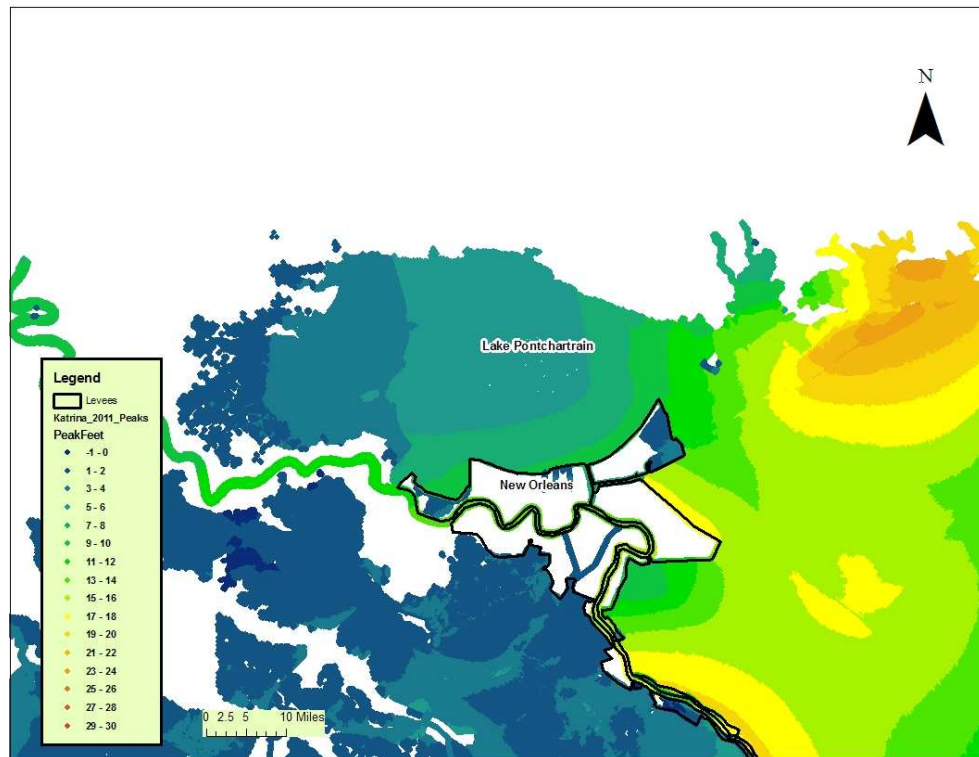 N
Lake Pontchartrain
New Orleans
Legend
Levees
Katrina_2011_Peaks
PeakFeet
-1 - 0
1 - 2
3 - 4
5 - 6
7 - 8
9 - 10
11 - 12
13 - 14
15 - 16
17 - 18
19 - 20
21 - 22
23 - 24
25 - 26
27 - 28
29 - 30
0 2.5 5 10 Miles